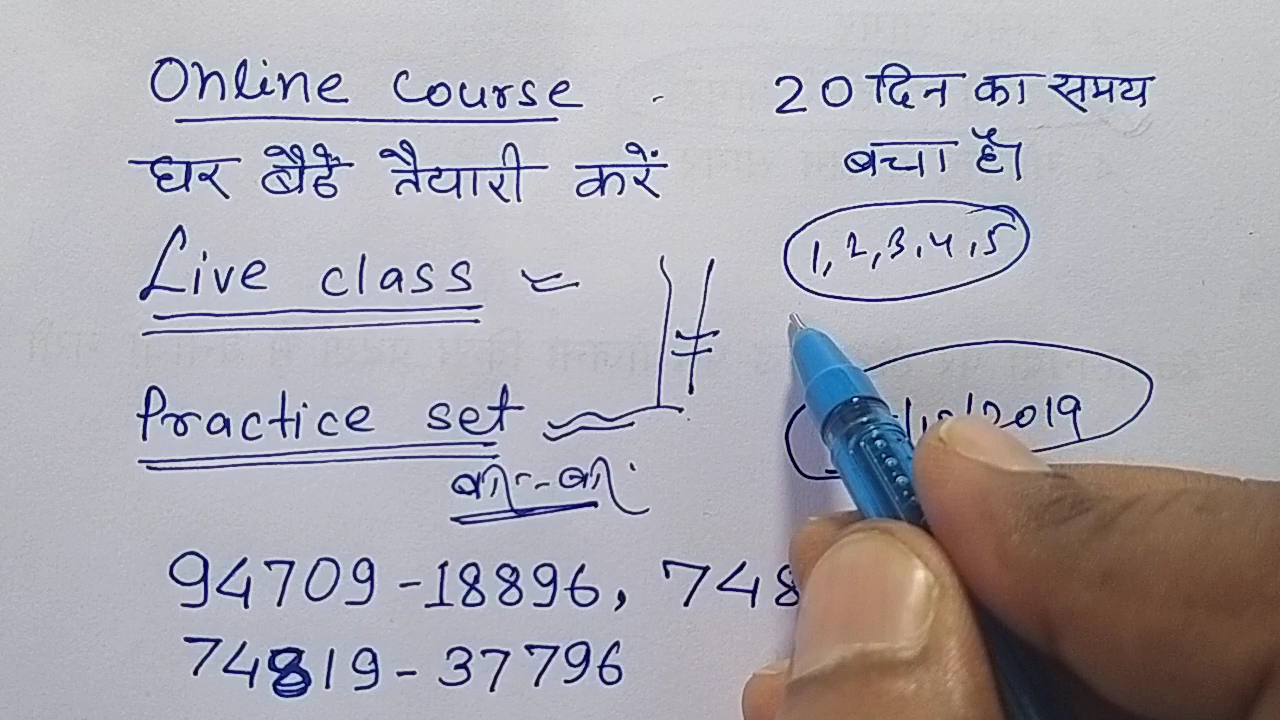 Online Course
घर बैठे तैयारी करें
Live class
Practice set
94709-18896, 748
74819-37796
20 दिन का समय
बचा है।
1, 2, 3, 4, 5
/2019